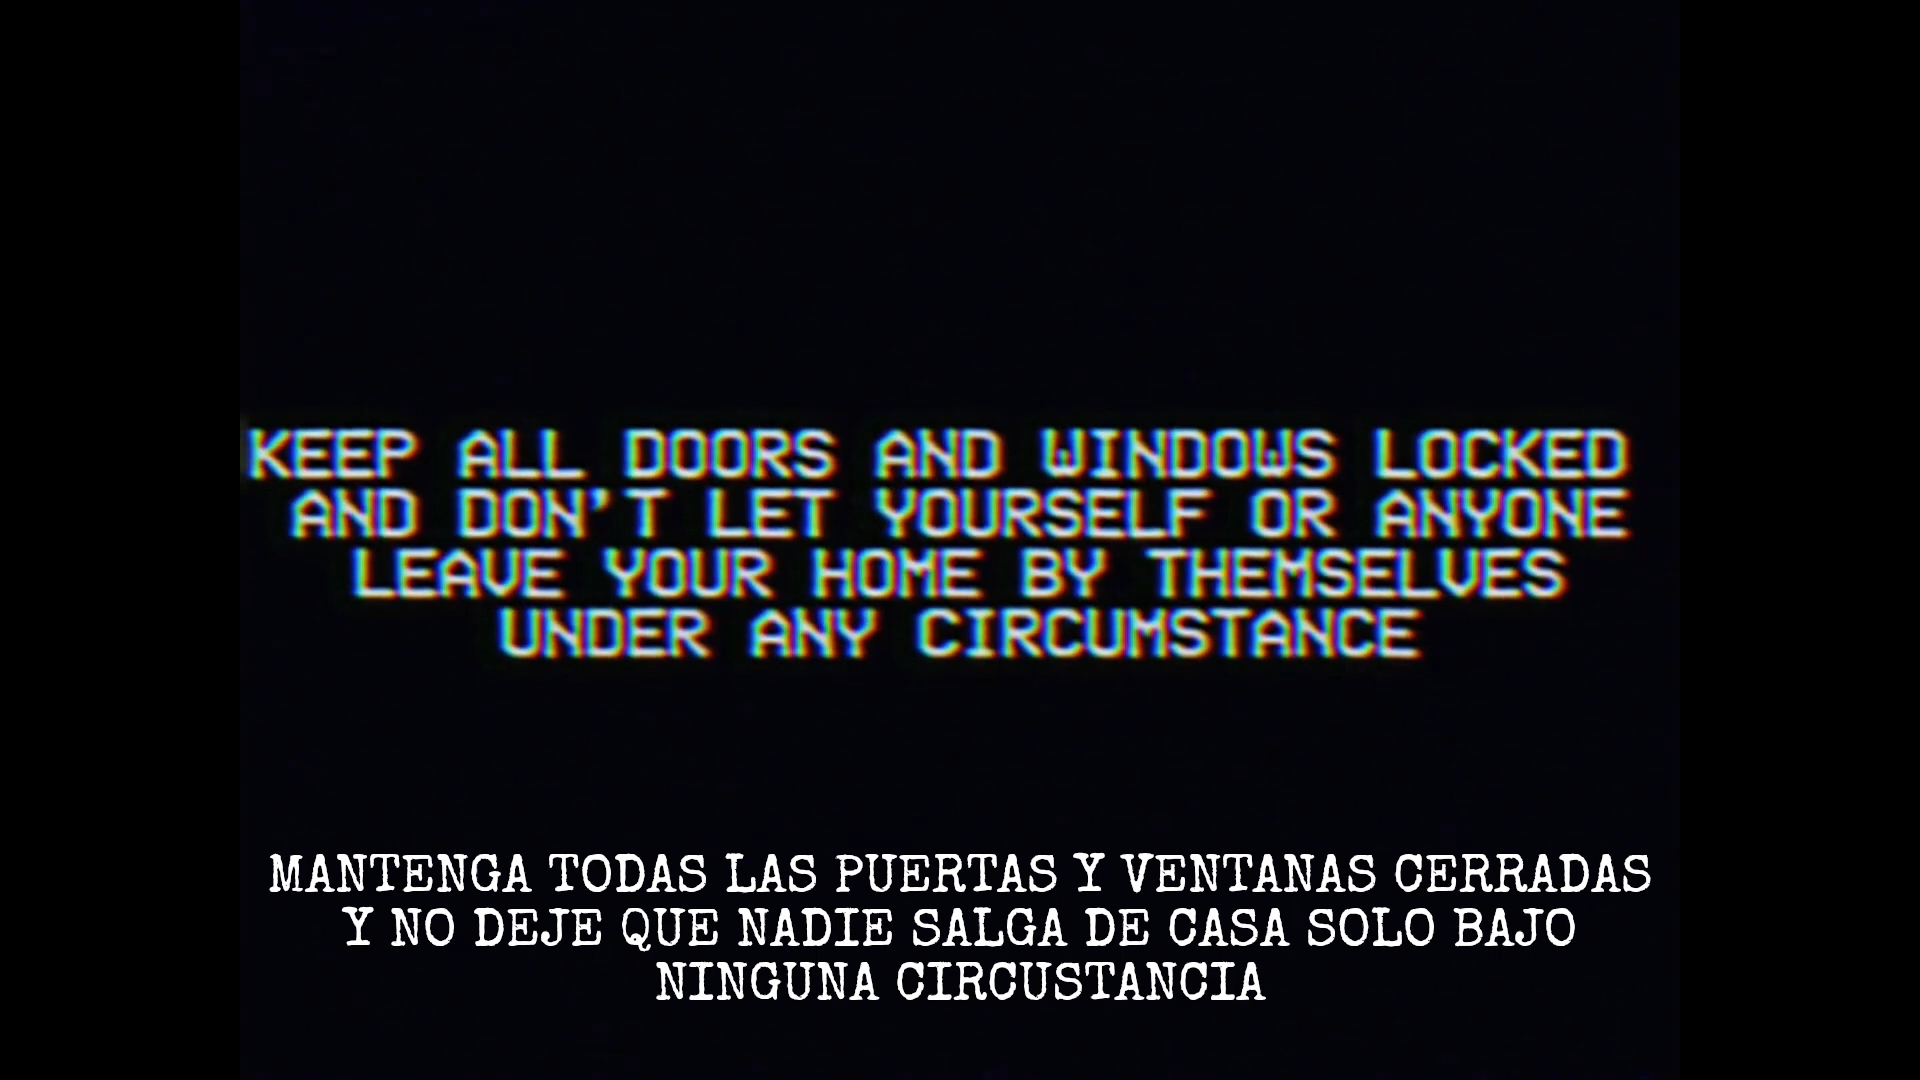 KEEP ALL DOORS AND WINDOWS LOCKED
AND DON'T LET YOURSELF OR ANYONE
LEAVE YOUR HOME BY THEMSELVES
UNDER ANY CIRCUMSTANCE
MANTENGA TODAS LAS PUERTAS Y VENTANAS CERRADAS
Y NO DEJE QUE NADIE SALGA DE CASA SOLO BAJO
NINGUNA CIRCUSTANCIA